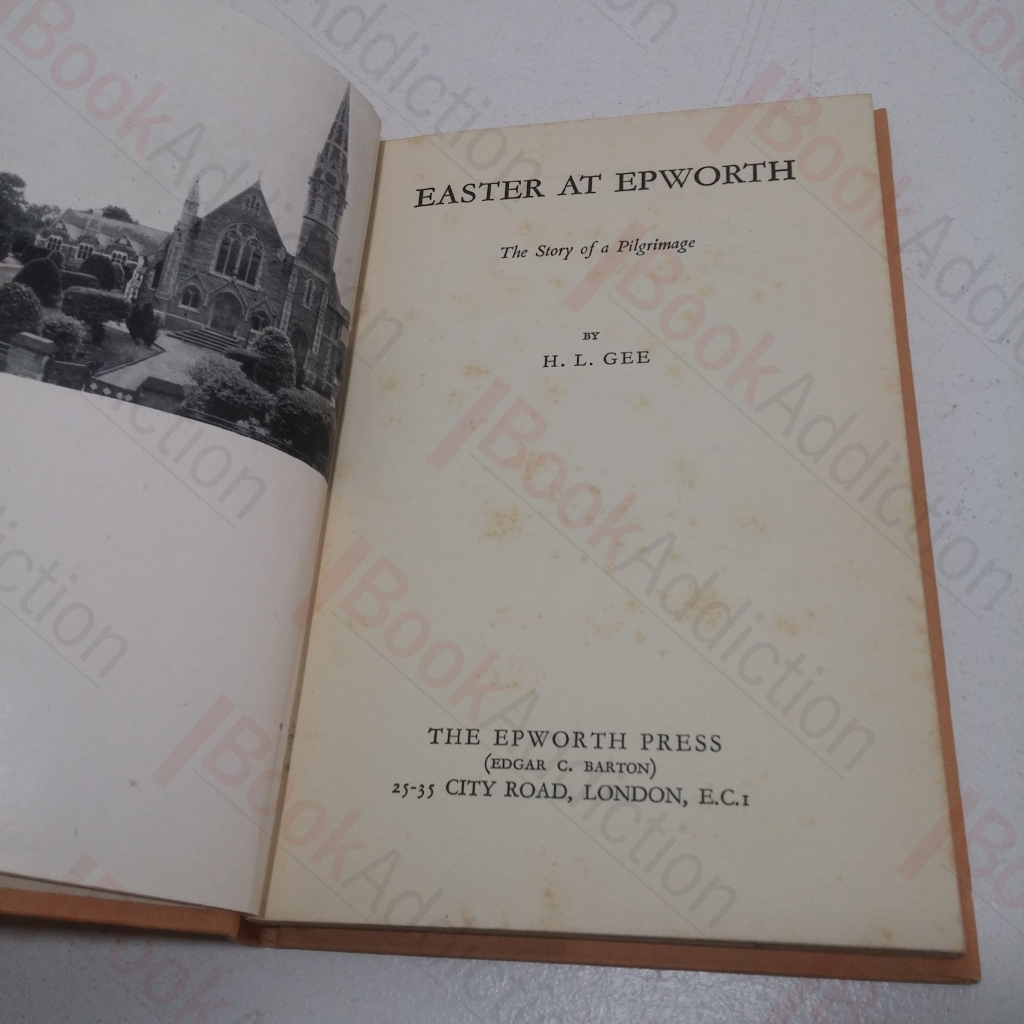 EASTER AT EPWORTH
The Story of a Pilgrimage
BY
H. L. GEE
THE EPWORTH PRESS
(EDGAR C. BARTON)
25-35 CITY ROAD, LONDON, E.C.1
BookAddiction